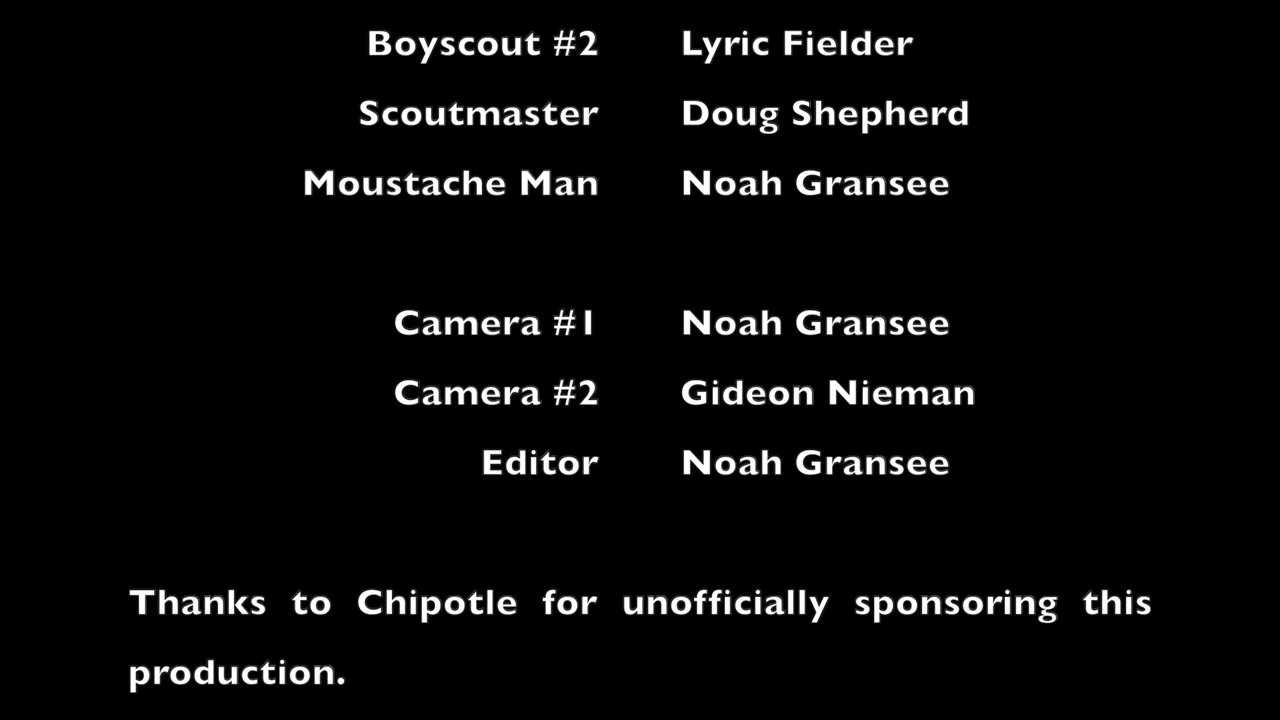 Boyscout #2 Lyric Fielder
Scoutmaster Doug Shepherd
Moustache Man Noah Gransee
Camera #1 Noah Gransee
Camera #2 Gideon Nieman
Editor Noah Gransee
Thanks to Chipotle for unofficially sponsoring this
production.